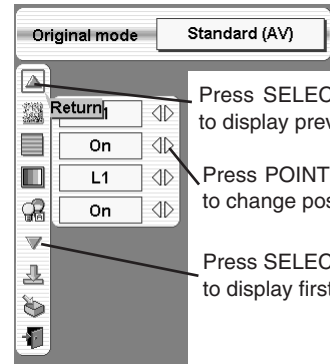 Original mode
Standard (AV)
Return
On
L1
On
Press SELEC
to display prev
Press POINT
to change pos
Press SELEC
to display first